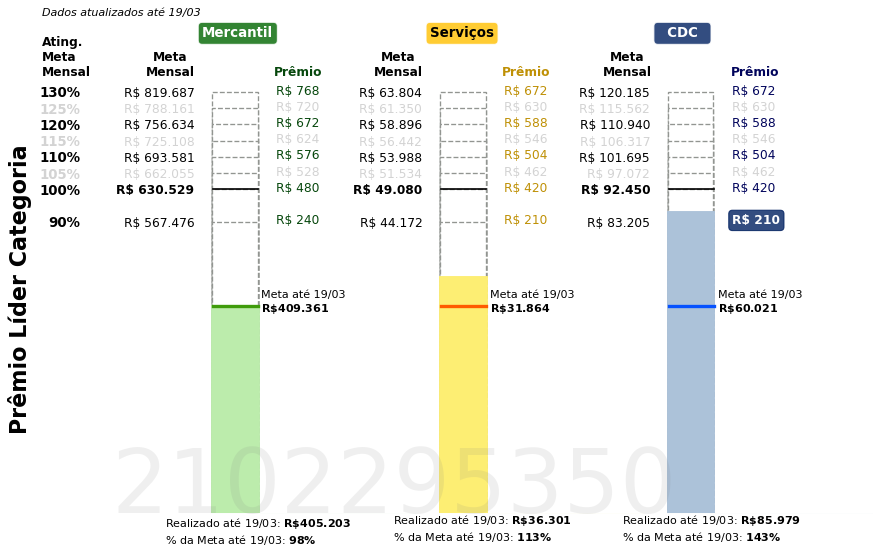 Dados atualizados até 19/03
Mercantil Serviços CDC
Ating.
Meta
Mensal
Meta
Mensal
Prêmio
Meta
Mensal
Prêmio
Meta
Mensal
Prêmio
130% R$ 819.687 R$ 768 R$ 63.804 R$ 672 R$ 120.185 R$ 672
125% R$ 788.161 R$ 720 R$ 61.350 R$ 630 R$ 115.562 R$ 630
120% R$ 756.634 R$ 672 R$ 58.896 R$ 588 R$ 110.940 R$ 588
115% R$ 725.108 R$ 624 R$ 56.442 R$ 546 R$ 106.317 R$ 546
110% R$ 693.581 R$ 576 R$ 53.988 R$ 504 R$ 101.695 R$ 504
105% R$ 662.055 R$ 528 R$ 51.534 R$ 462 R$ 97.072 R$ 462
100% R$ 630.529 R$ 480 R$ 49.080 R$ 420 R$ 92.450 R$ 420
90% R$ 567.476 R$ 240 R$ 44.172 R$ 210 R$ 83.205 R$ 210
Meta até 19/03
R$409.361
Meta até 19/03
R$31.864
Meta até 19/03
R$60.021
Prêmio Líder Categoria
2102295350
Realizado até 19/03: R$405.203
% da Meta até 19/03: 98%
Realizado até 19/03: R$36.301
% da Meta até 19/03: 113%
Realizado até 19/03: R$85.979
% da Meta até 19/03: 143%